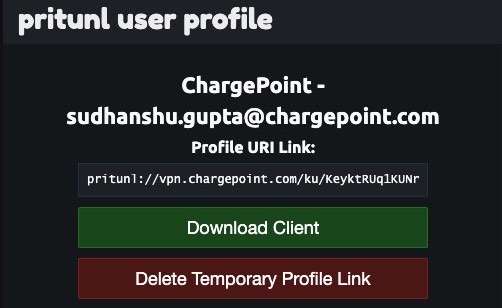 pritunl user profile
ChargePoint -
sudhanshu.gupta@chargepoint.com
Profile URI Link:
pritunl://vpn.chargepoint.com/ku/KeyktRUqlKUNr
Download Client
Delete Temporary Profile Link